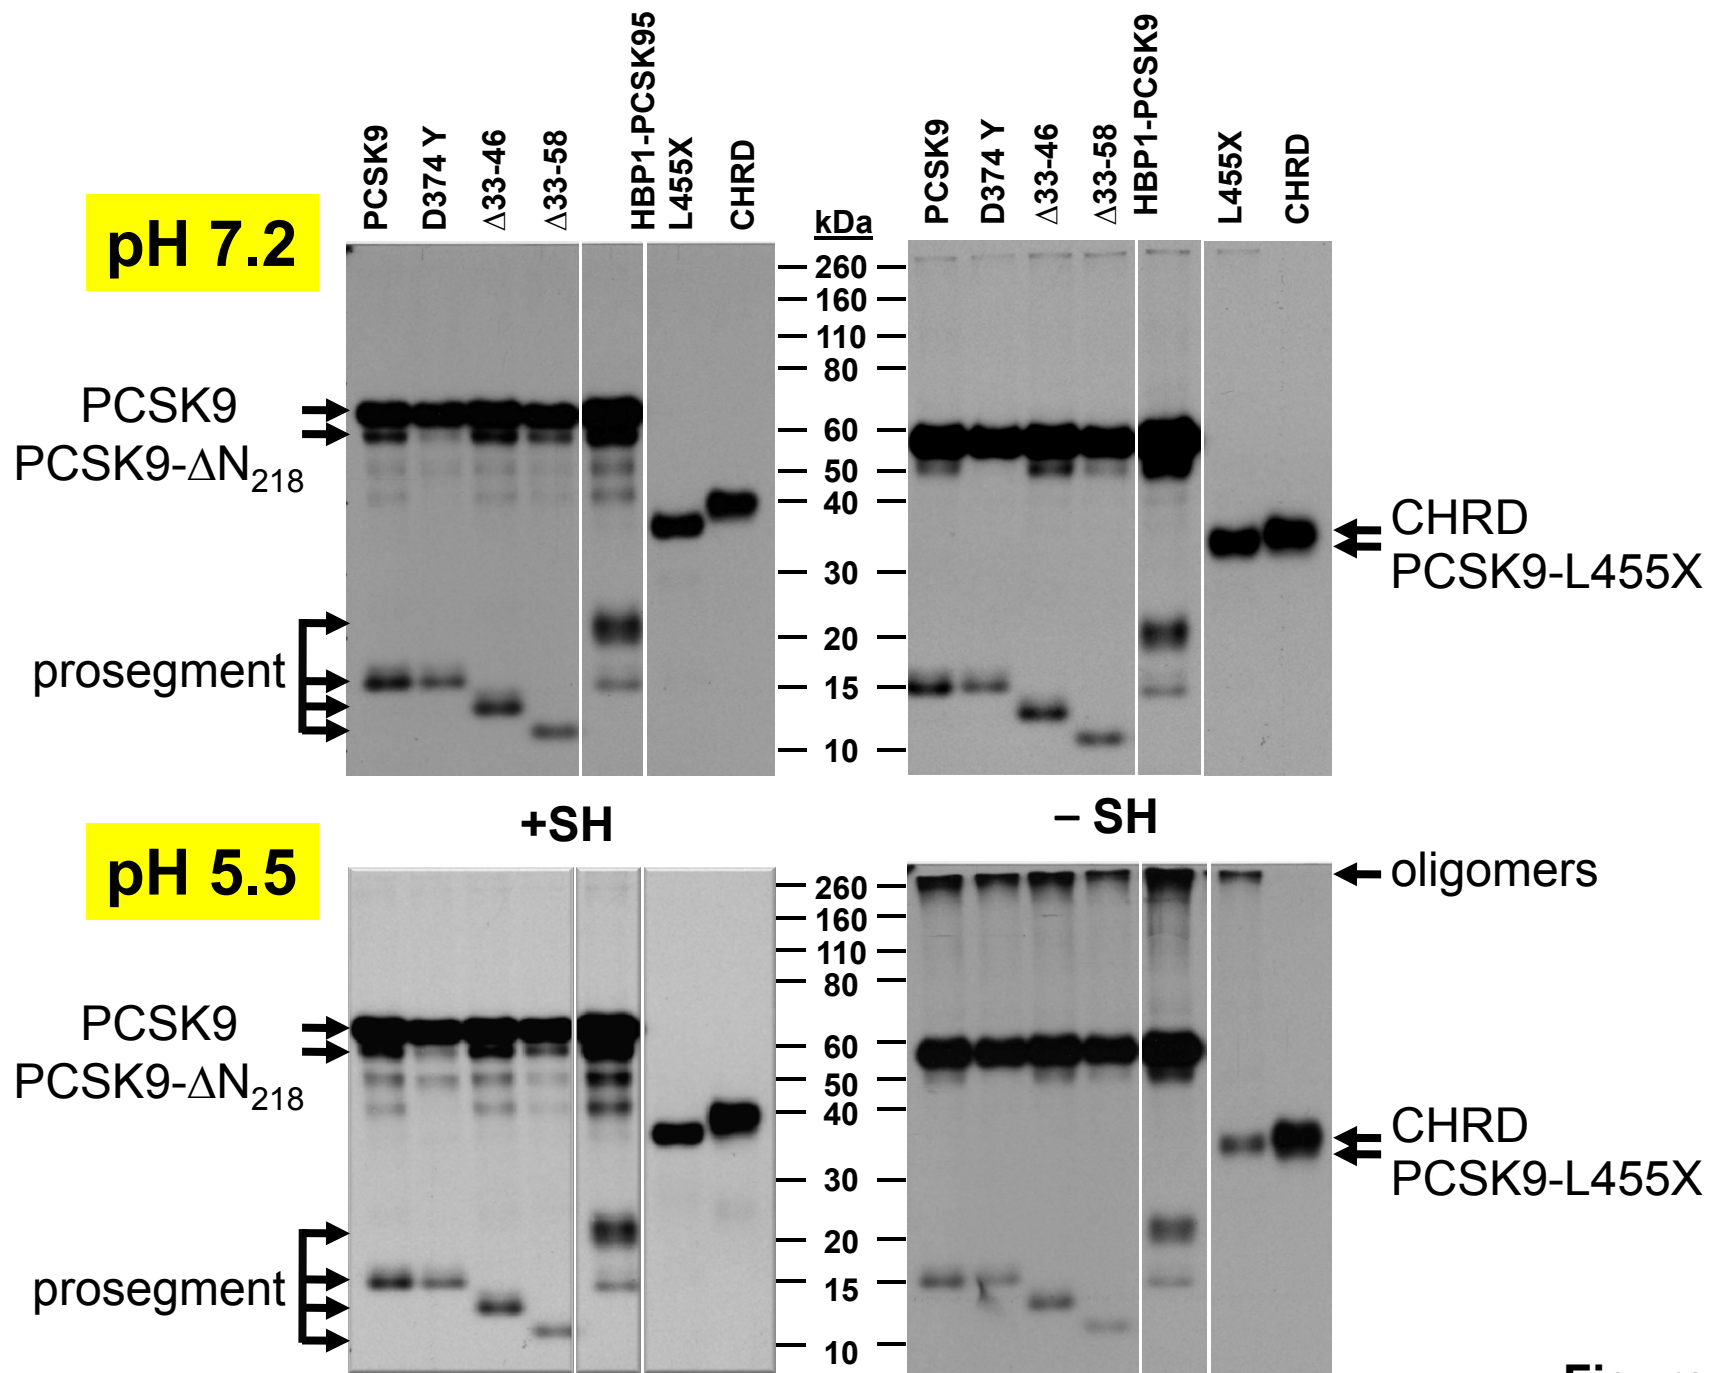 PCSK9
D374 Y
Δ33-46
Δ33-58
HBP1-PCSK95
L455X
CHRD
PCSK9
D374 Y
Δ33-46
Δ33-58
HBP1-PCSK9
L455X
CHRD
pH 7.2
kDa
260
160
110
80
60
50
40
30
20
15
10
PCSK9
PCSK9-ΔN218
prosegment
CHRD
PCSK9-L455X
+SH
– SH
pH 5.5
260
160
110
80
60
50
40
30
20
15
10
oligomers
PCSK9
PCSK9-ΔN218
prosegment
CHRD
PCSK9-L455X